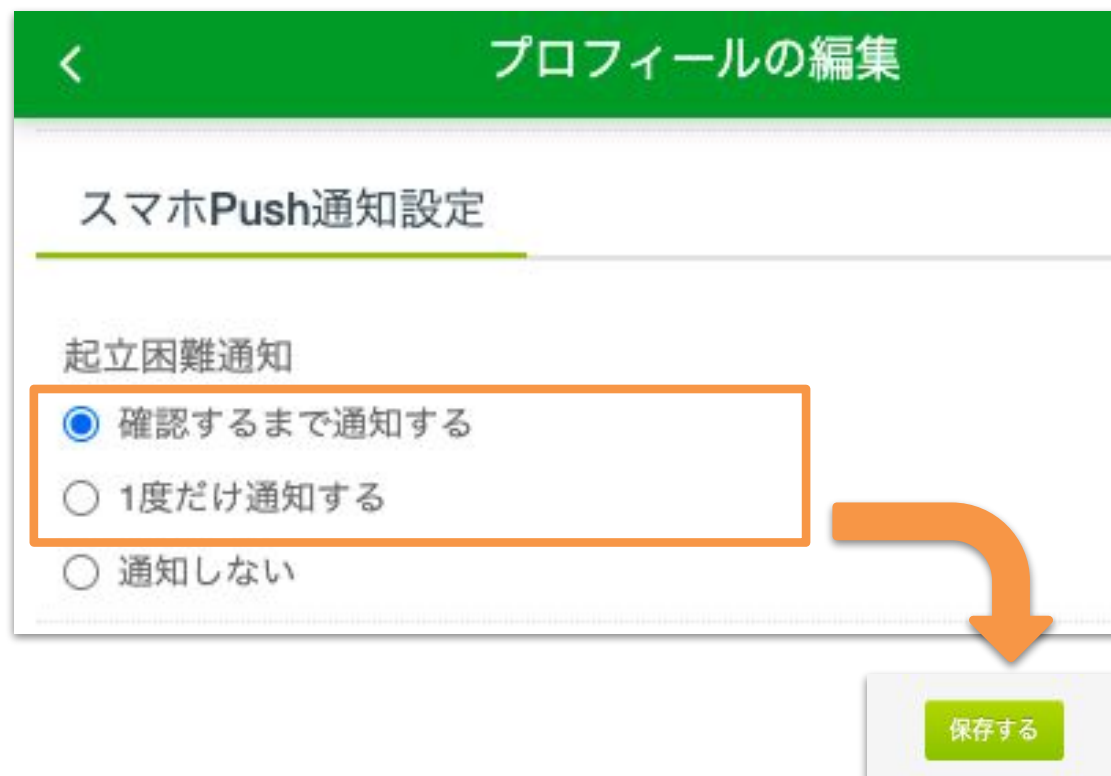 プロフィールの編集
スマホPush通知設定
起立困難通知
確認するまで通知する
1度だけ通知する
通知しない
保存する